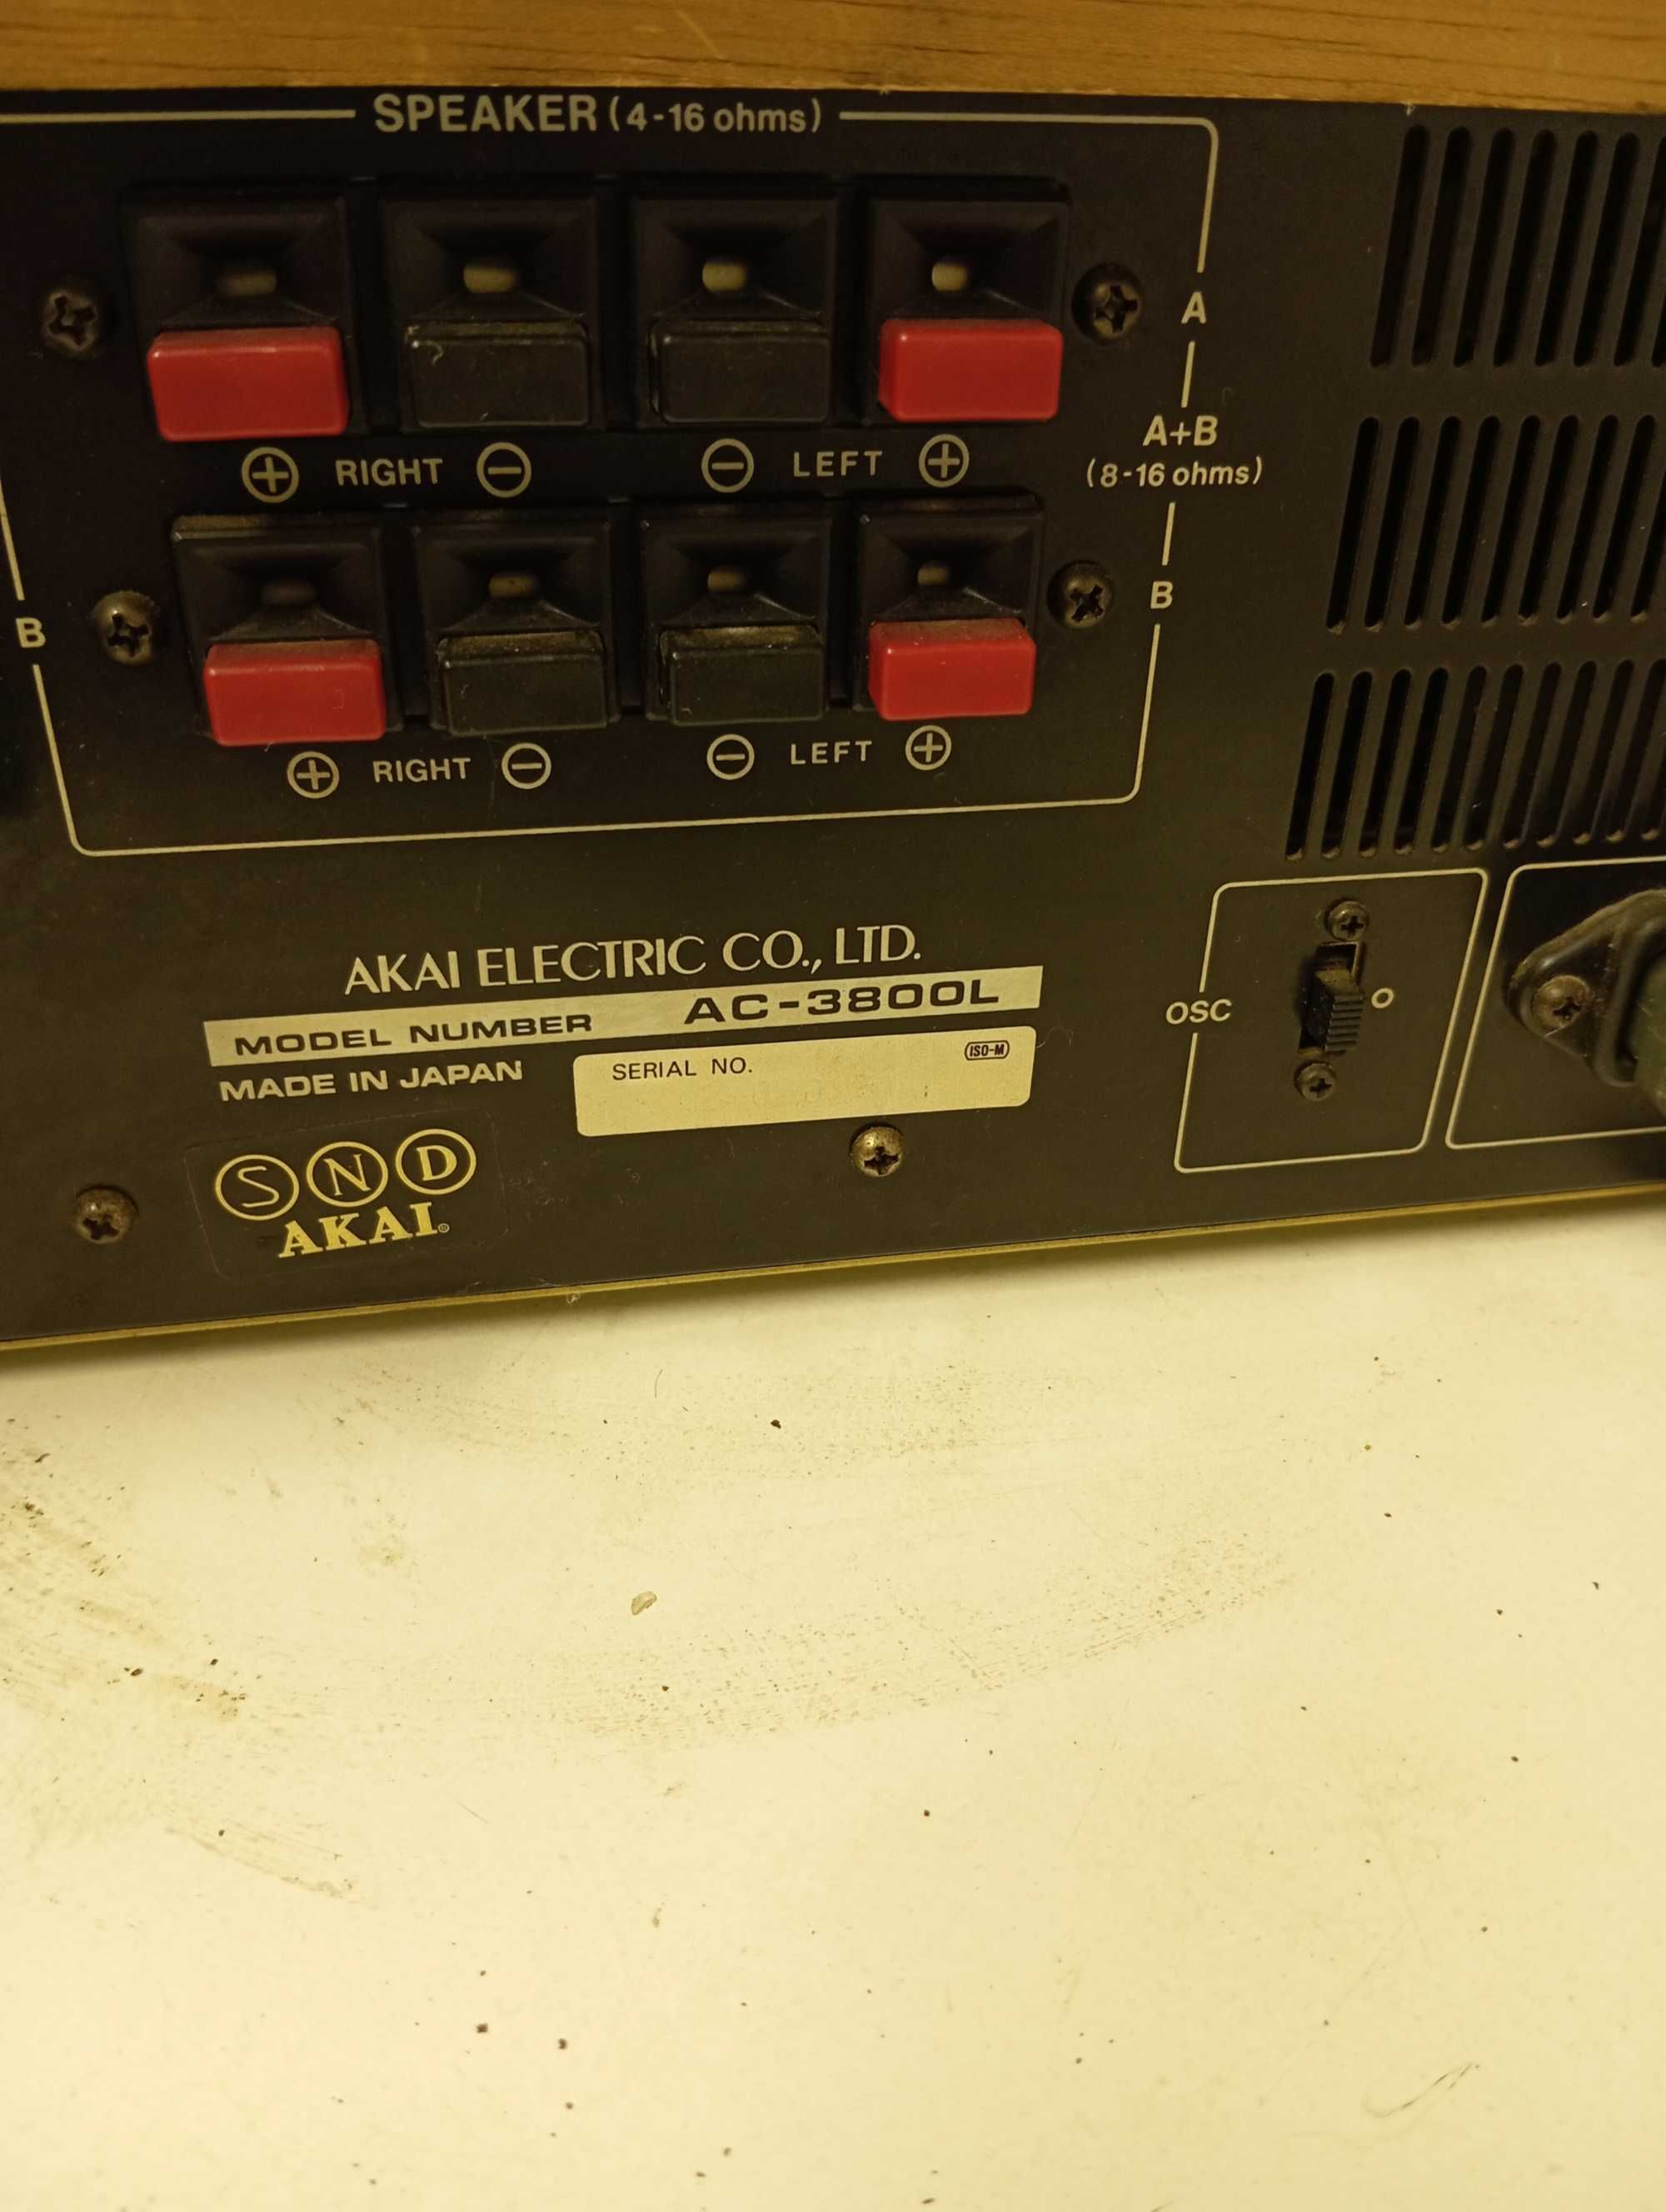 SPEAKER (4-16 ohms)
A
⊕ RIGHT ⊖ ⊖ LEFT ⊕
A+B
(8-16 ohms)
B
B
⊕ RIGHT ⊖ ⊖ LEFT ⊕
AKAI ELECTRIC CO., LTD.
MODEL NUMBER AC-3800L
MADE IN JAPAN
SERIAL NO. ISO-M
OSC O
S N D
AKAI®